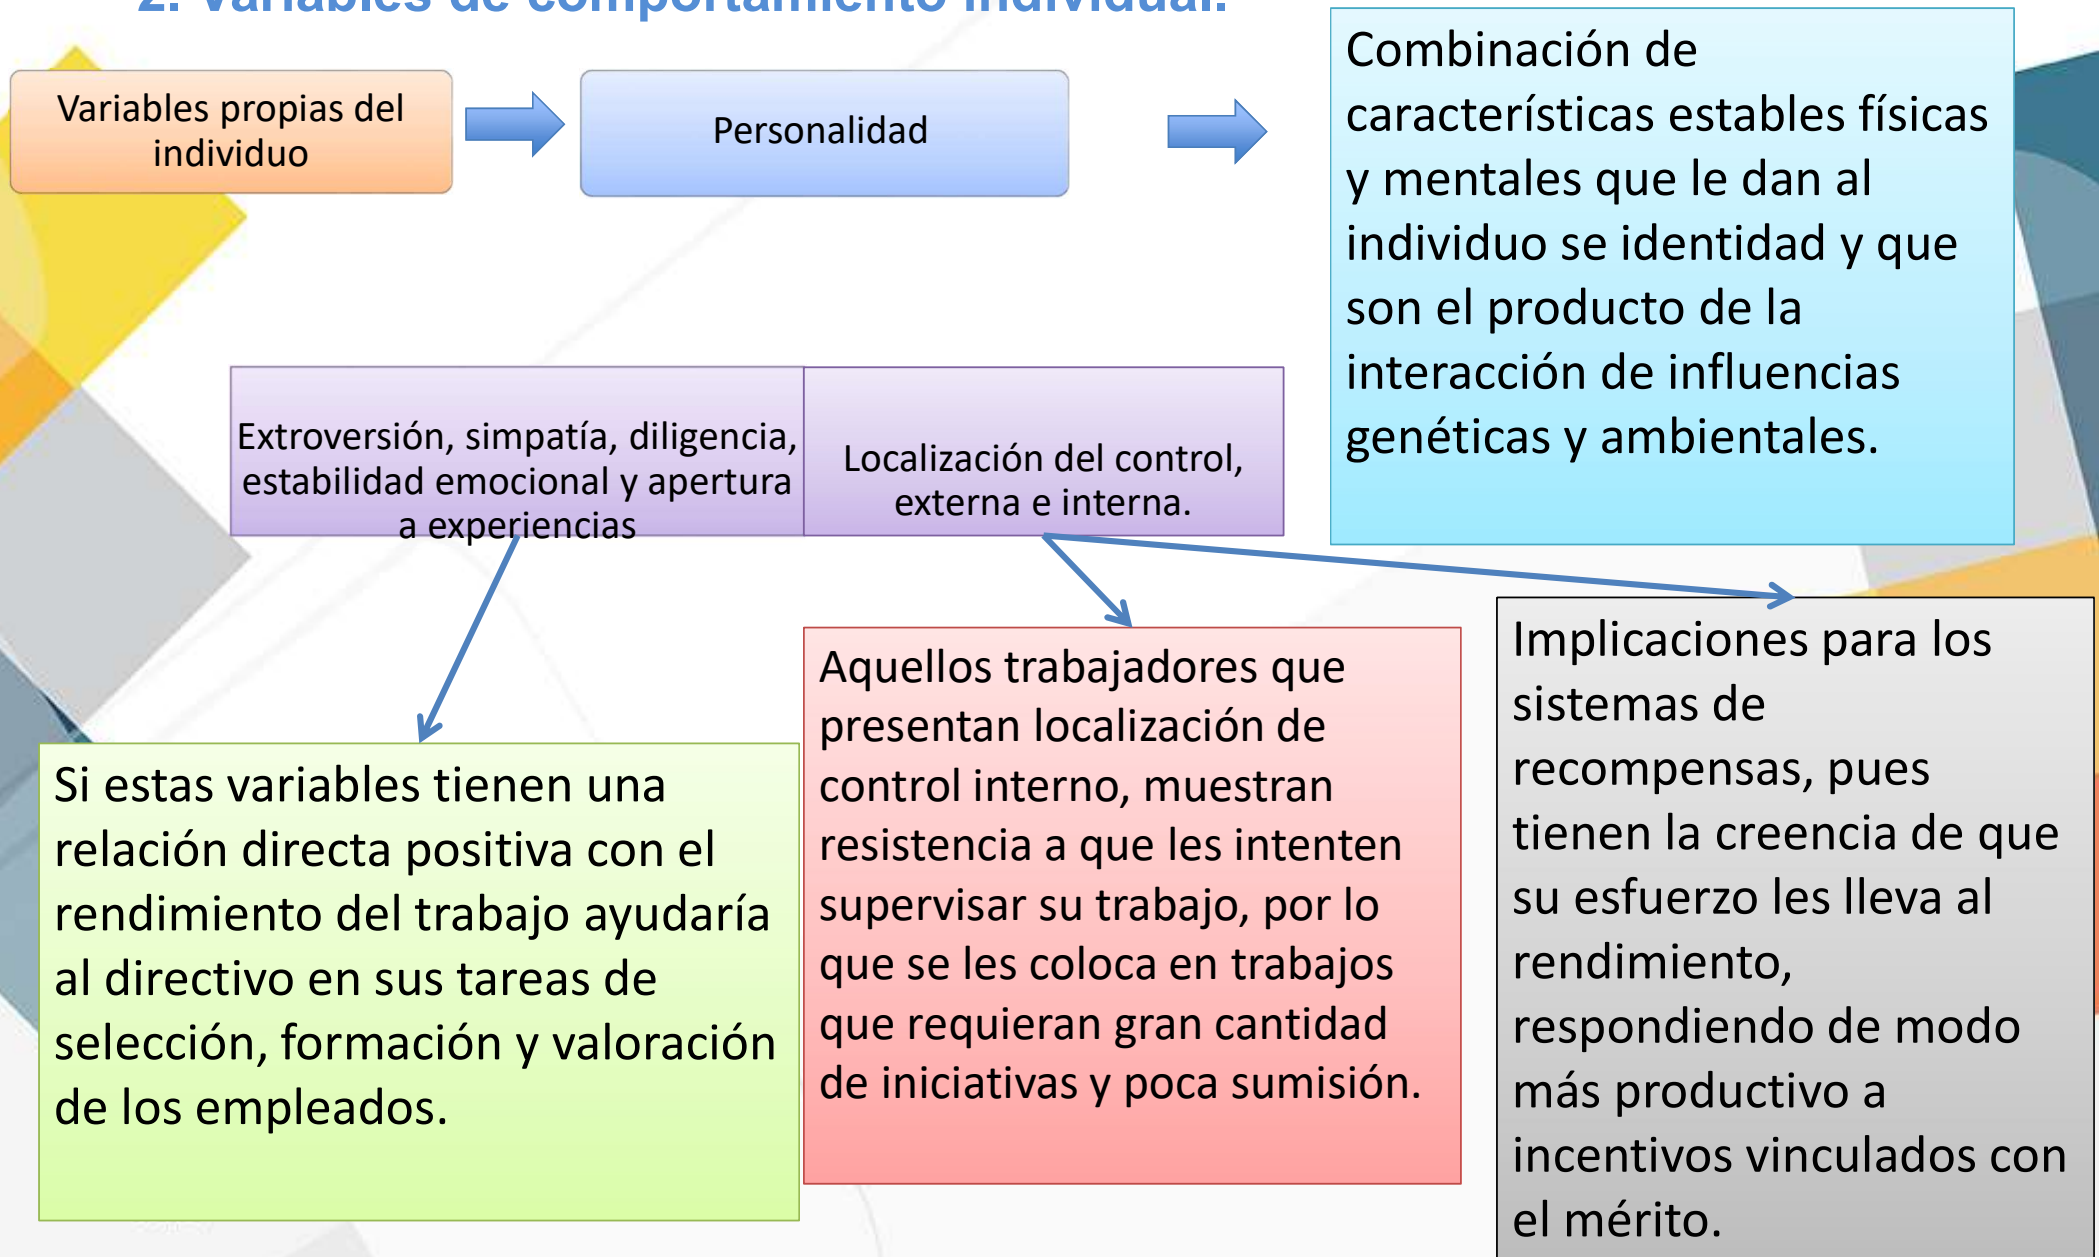 2. Variables de comportamiento individual.
Variables propias del
individuo
Personalidad
Combinación de
características estables físicas
y mentales que le dan al
individuo se identidad y que
son el producto de la
interacción de influencias
genéticas y ambientales.
Extroversión, simpatía, diligencia,
estabilidad emocional y apertura
a experiencias
Localización del control,
externa e interna.
Si estas variables tienen una
relación directa positiva con el
rendimiento del trabajo ayudaría
al directivo en sus tareas de
selección, formación y valoración
de los empleados.
Aquellos trabajadores que
presentan localización de
control interno, muestran
resistencia a que les intenten
supervisar su trabajo, por lo
que se les coloca en trabajos
que requieran gran cantidad
de iniciativas y poca sumisión.
Implicaciones para los
sistemas de
recompensas, pues
tienen la creencia de que
su esfuerzo les lleva al
rendimiento,
respondiendo de modo
más productivo a
incentivos vinculados con
el mérito.